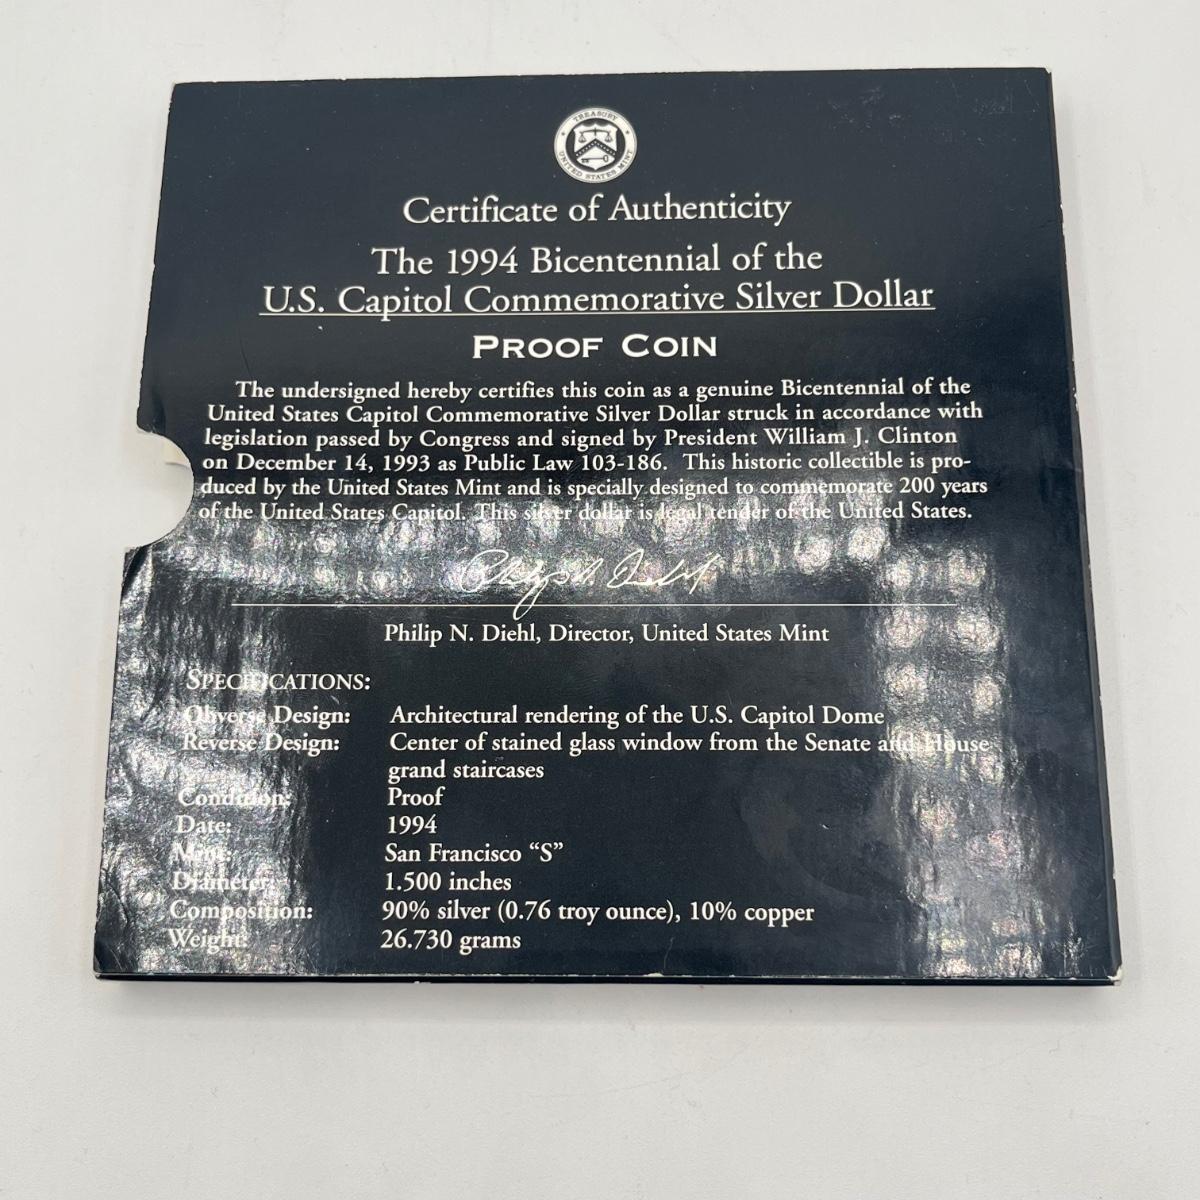 TREASURY
UNITED STATES MINT
Certificate of Authenticity
The 1994 Bicentennial of the
U.S. Capitol Commemorative Silver Dollar
PROOF COIN
The undersigned hereby certifies this coin as a genuine Bicentennial of the
United States Capitol Commemorative Silver Dollar struck in accordance with
legislation passed by Congress and signed by President William J. Clinton
on December 14, 1993 as Public Law 103-186. This historic collectible is pro-
duced by the United States Mint and is specially designed to commemorate 200 years
of the United States Capitol. This silver dollar is legal tender of the United States.
Philip N. Diehl
Philip N. Diehl, Director, United States Mint
SPECIFICATIONS:
Obverse Design: Architectural rendering of the U.S. Capitol Dome
Reverse Design: Center of stained glass window from the Senate and House
grand staircases
Condition: Proof
Date: 1994
Mint: San Francisco “S”
Diameter: 1.500 inches
Composition: 90% silver (0.76 troy ounce), 10% copper
Weight: 26.730 grams